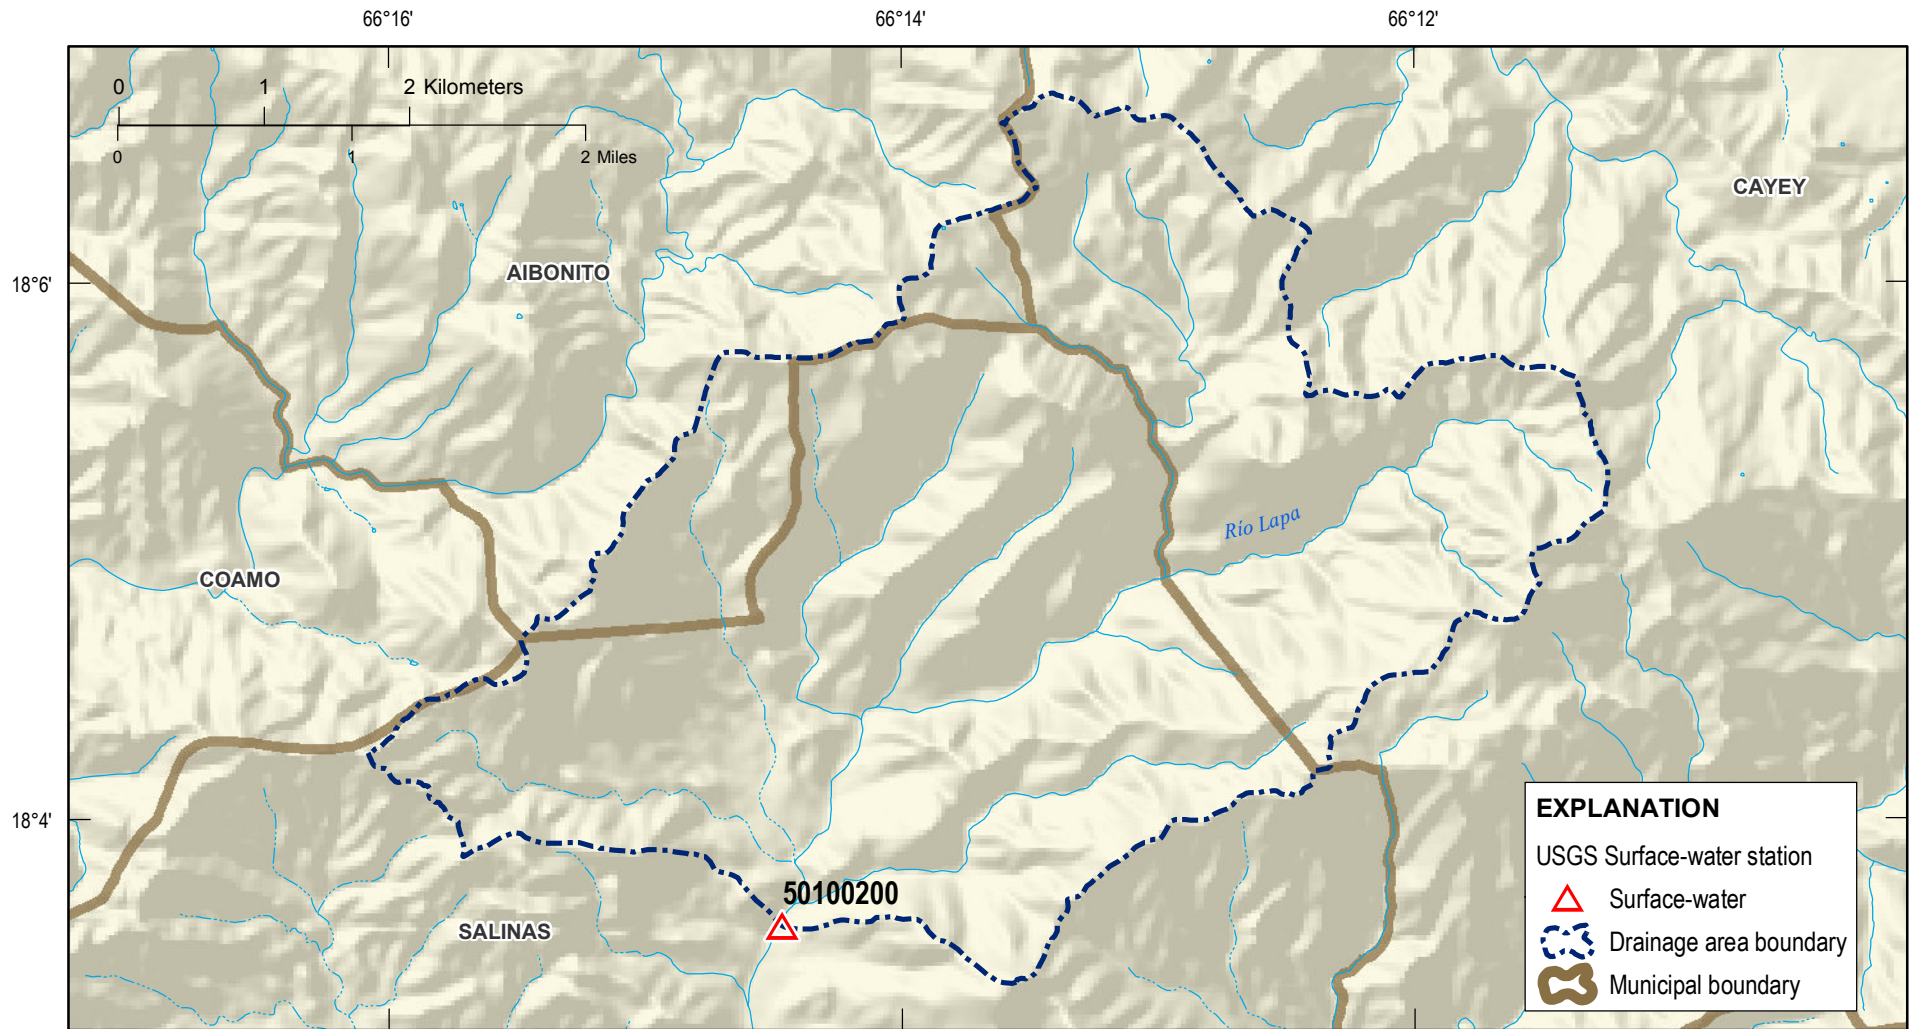 66°16'
66°14'
66°12'
0
1
2 Kilometers
0
1
2 Miles
CAYEY
18°6'
AIBONITO
Río Lapa
COAMO
18°4'
EXPLANATION
USGS Surface-water station
Surface-water
Drainage area boundary
Municipal boundary
50100200
SALINAS